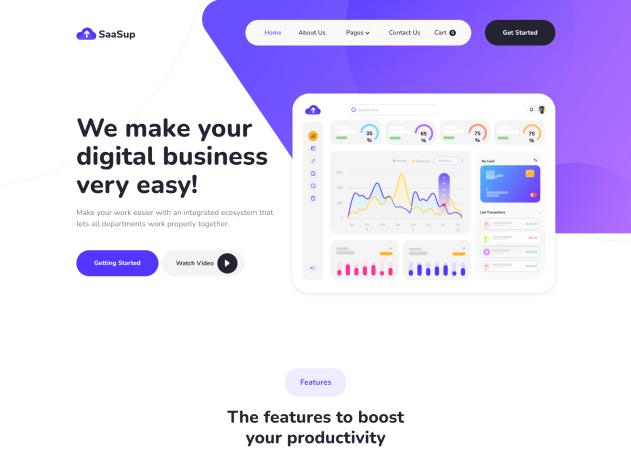 SaaSup
Home
About Us
Pages
Contact Us
Cart 0
Get Started
We make your
digital business
very easy!
Make your work easier with an integrated ecosystem that
lets all departments work properly together.
Getting Started
Watch Video
35
%
65
%
75
%
75
%
My Card
Last Transactions
Features
The features to boost
your productivity